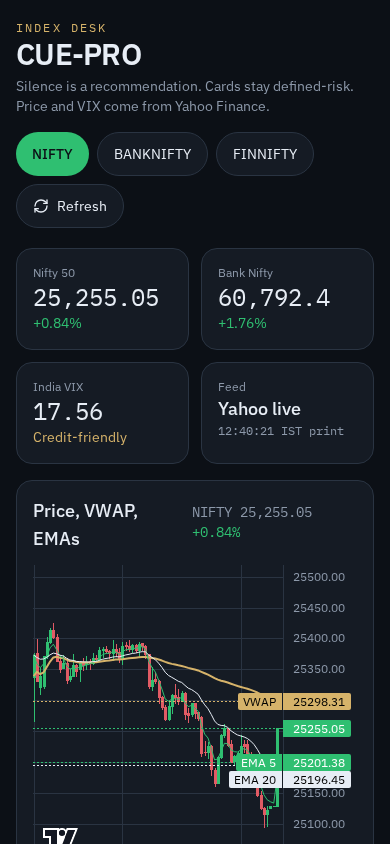 INDEX DESK
CUE-PRO
Silence is a recommendation. Cards stay defined-risk.
Price and VIX come from Yahoo Finance.
NIFTY
BANKNIFTY
FINNIFTY
Refresh
Nifty 50
25,255.05
+0.84%
Bank Nifty
60,792.4
+1.76%
India VIX
17.56
Credit-friendly
Feed
Yahoo live
12:40:21 IST print
Price, VWAP,
EMAs
NIFTY 25,255.05
+0.84%
25500.00
25450.00
25400.00
25350.00
VWAP 25298.31
25255.05
EMA 5 25201.38
EMA 20 25196.45
25150.00
25100.00